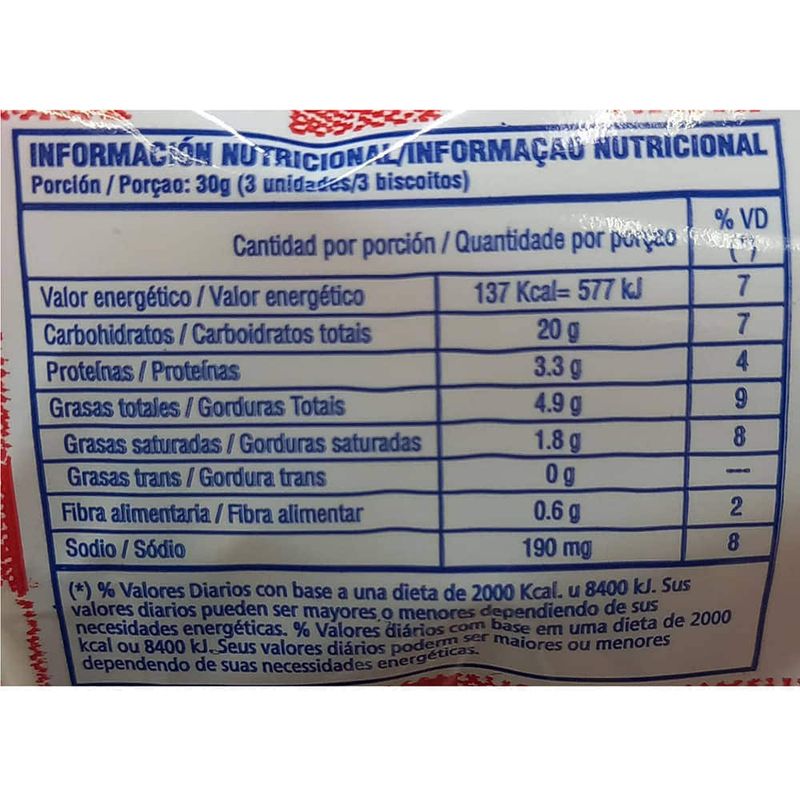 INFORMACIÓN NUTRICIONAL/INFORMAÇAÕ NUTRICIONAL
Porción / Porçao: 30g (3 unidades/3 biscoitos)
Cantidad por porción / Quantidade por porçao
% VD
(*)
Valor energético / Valor energético 137 Kcal= 577 kJ 7
Carbohidratos / Carboidratos totais 20 g 7
Proteínas / Proteínas 3.3 g 4
Grasas totales / Gorduras Totais 4.9 g 9
Grasas saturadas / Gorduras saturadas 1.8 g 8
Grasas trans / Gordura trans 0 g —
Fibra alimentaria / Fibra alimentar 0.6 g 2
Sodio / Sódio 190 mg 8
(*) % Valores Diarios con base a una dieta de 2000 Kcal. u 8400 kJ. Sus
valores diarios pueden ser mayores o menores dependiendo de sus
necesidades energéticas. % Valores diários com base em uma dieta de 2000
kcal ou 8400 kJ. Seus valores diários poderm ser maiores ou menores
dependendo de suas necessidades energéticas.